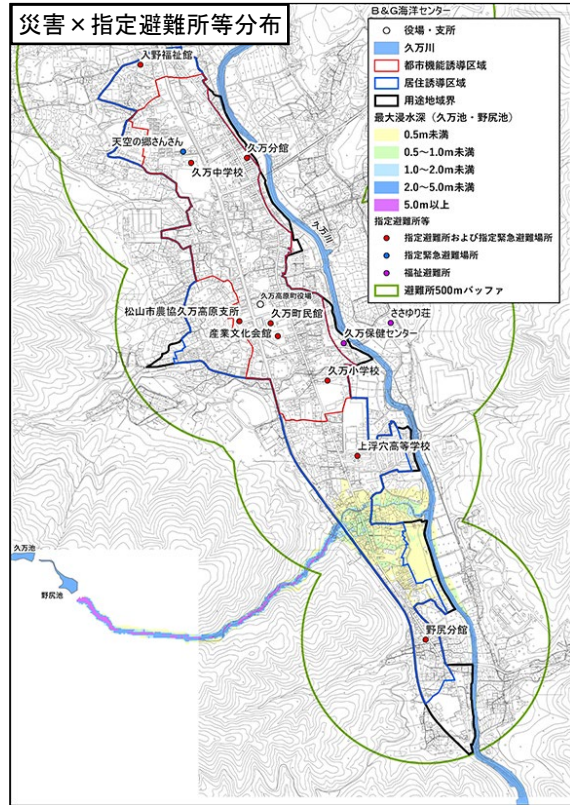 災害×指定避難所等分布
B&G海洋センター
役場・支所
久万川
都市機能誘導区域
居住誘導区域
用途地域界
最大浸水深(久万池・野尻池)
0.5m未満
0.5～1.0m未満
1.0～2.0m未満
2.0～5.0m未満
5.0m以上
指定避難所等
指定避難所および指定緊急避難場所
指定緊急避難場所
福祉避難所
避難所500mバッファ
入野福祉館
天空の郷さんさん
久万分館
久万中学校
久万川
久万高原町役場
ささゆり荘
松山市農協久万高原支所
久万町民館
産業文化会館
久万保健センター
久万小学校
上浮穴高等学校
久万池
野尻池
野尻分館